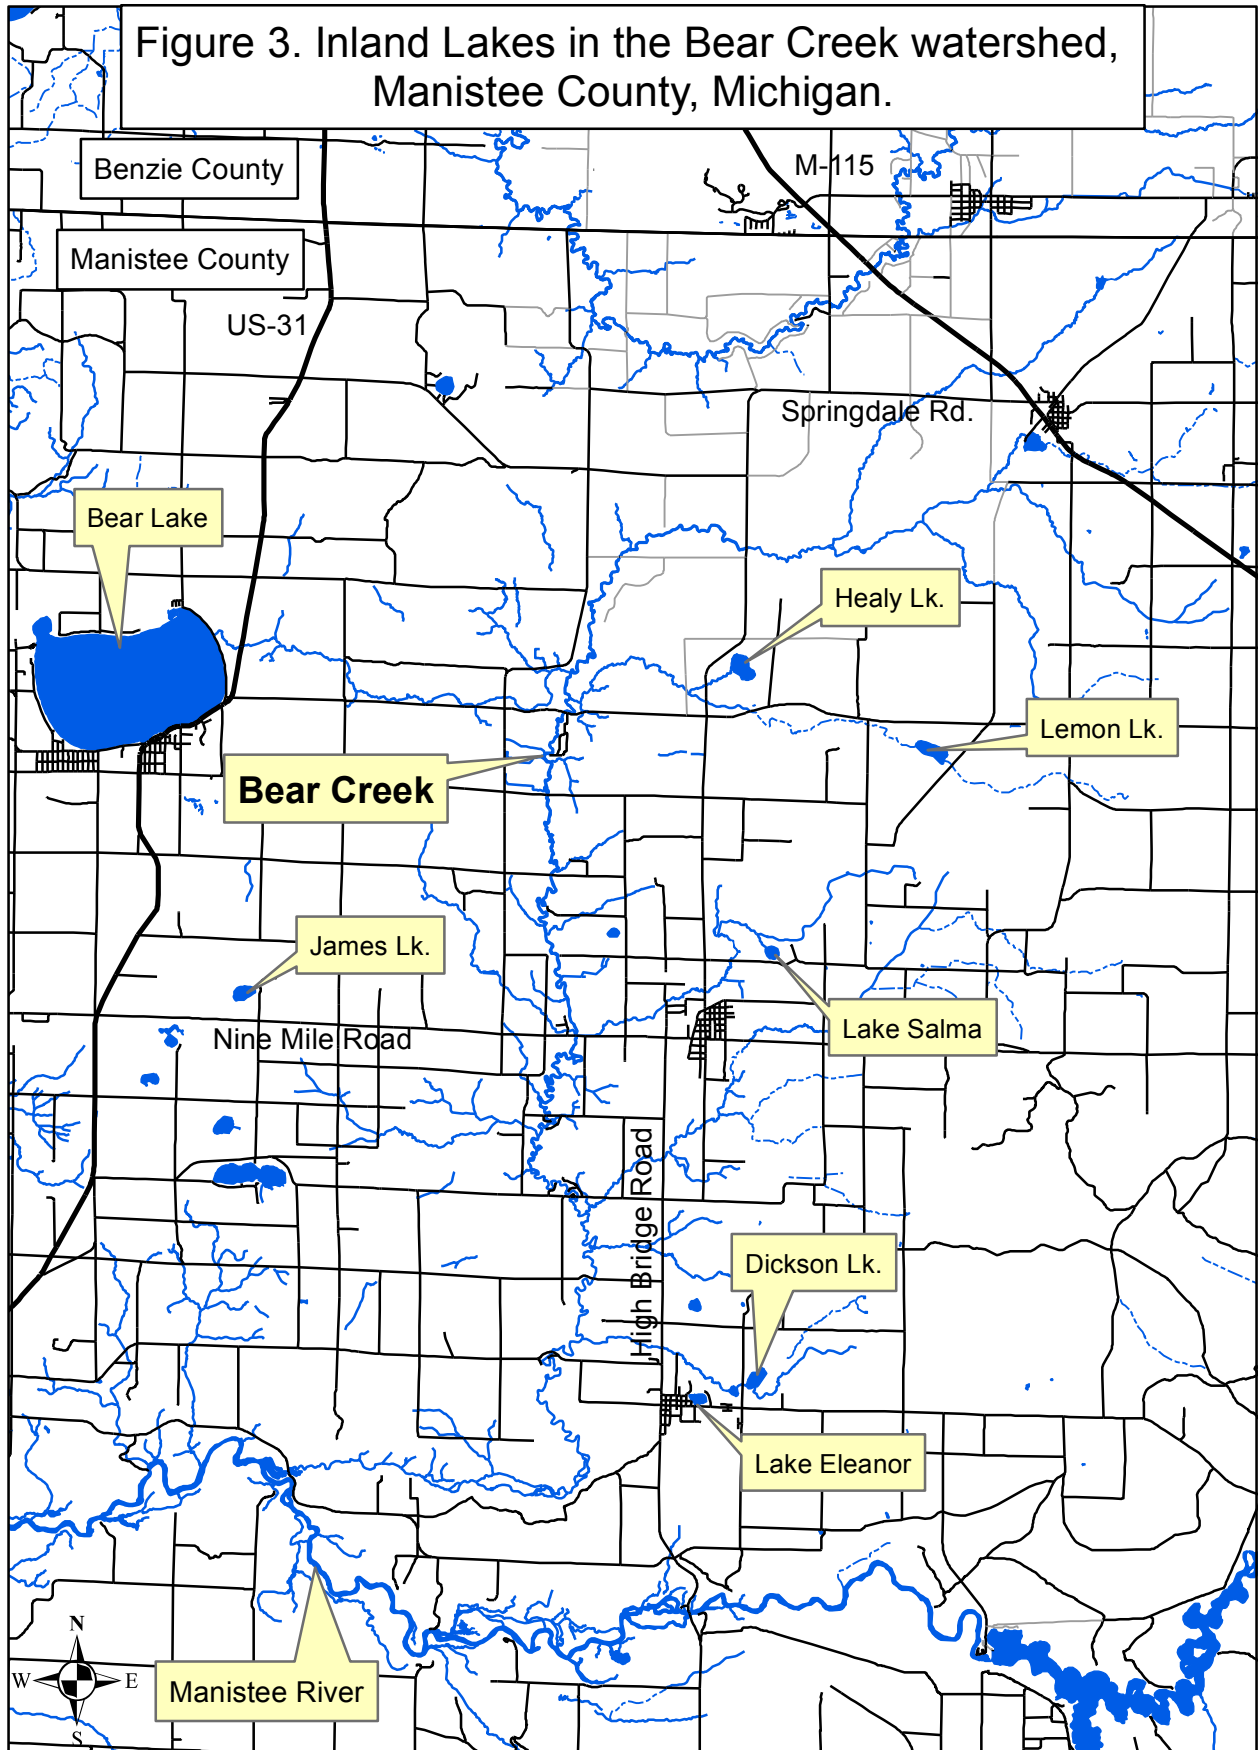 Figure 3. Inland Lakes in the Bear Creek watershed,
Manistee County, Michigan.
Benzie County
M-115
Manistee County
US-31
Springdale Rd.
Bear Lake
Healy Lk.
Lemon Lk.
Bear Creek
James Lk.
Lake Salma
Nine Mile Road
High Bridge Road
Dickson Lk.
Lake Eleanor
Manistee River
N
W
E
S